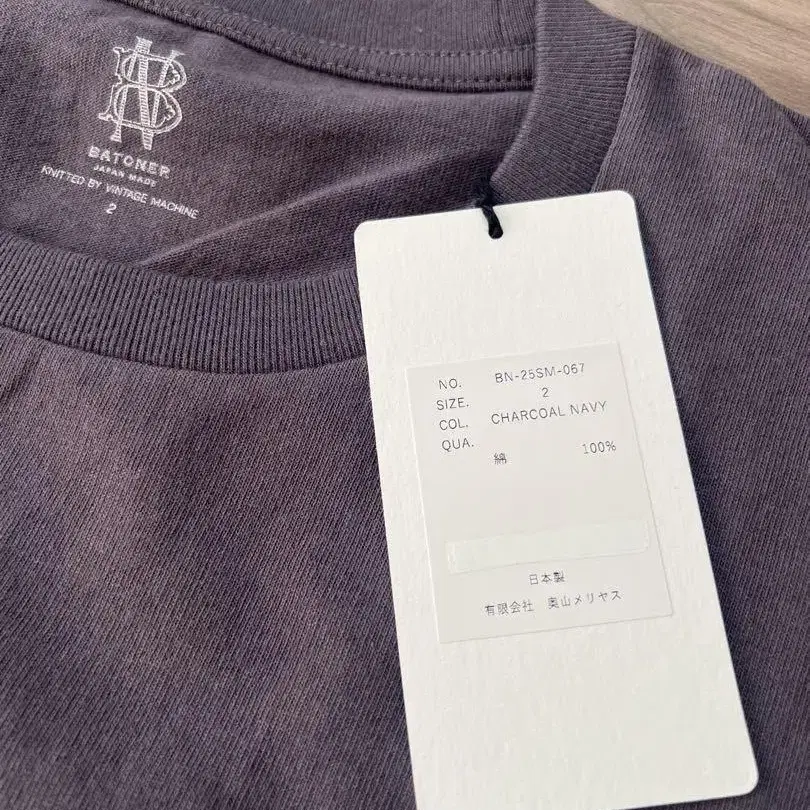 BN
BATONER
JAPAN MADE
KNITTED BY VINTAGE MACHINE
2
NO. BN-25SM-067
SIZE. 2
COL. CHARCOAL NAVY
QUA.
綿 100%
日本製
有限会社 奥山メリヤス